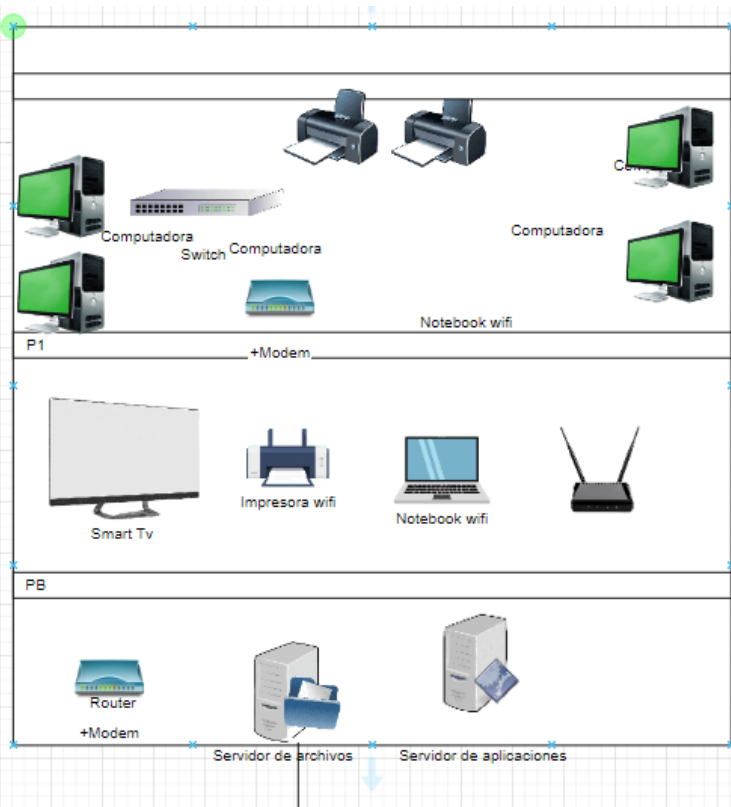 Computadora
Switch
Computadora
Computadora
Notebook wifi
P1
+Modem
Smart Tv
Impresora wifi
Notebook wifi
PB
Router
+Modem
Servidor de archivos
Servidor de aplicaciones